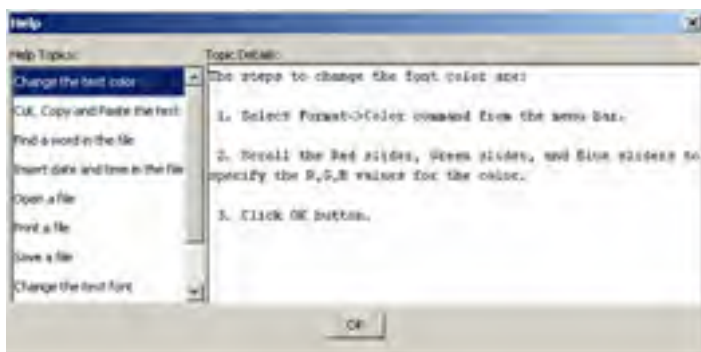 Help
Help Topics:
Change the text color
Cut, Copy and Paste the text
Find a word in the file
Insert date and time in the file
Open a file
Print a file
Save a file
Change the text font
Topic Details:
The steps to change the font color are:
1. Select Format->Color command from the menu bar.
2. Scroll the Red slider, Green slider, and Blue sliders to
specify the R,G,B values for the color.
3. Click OK button.
OK